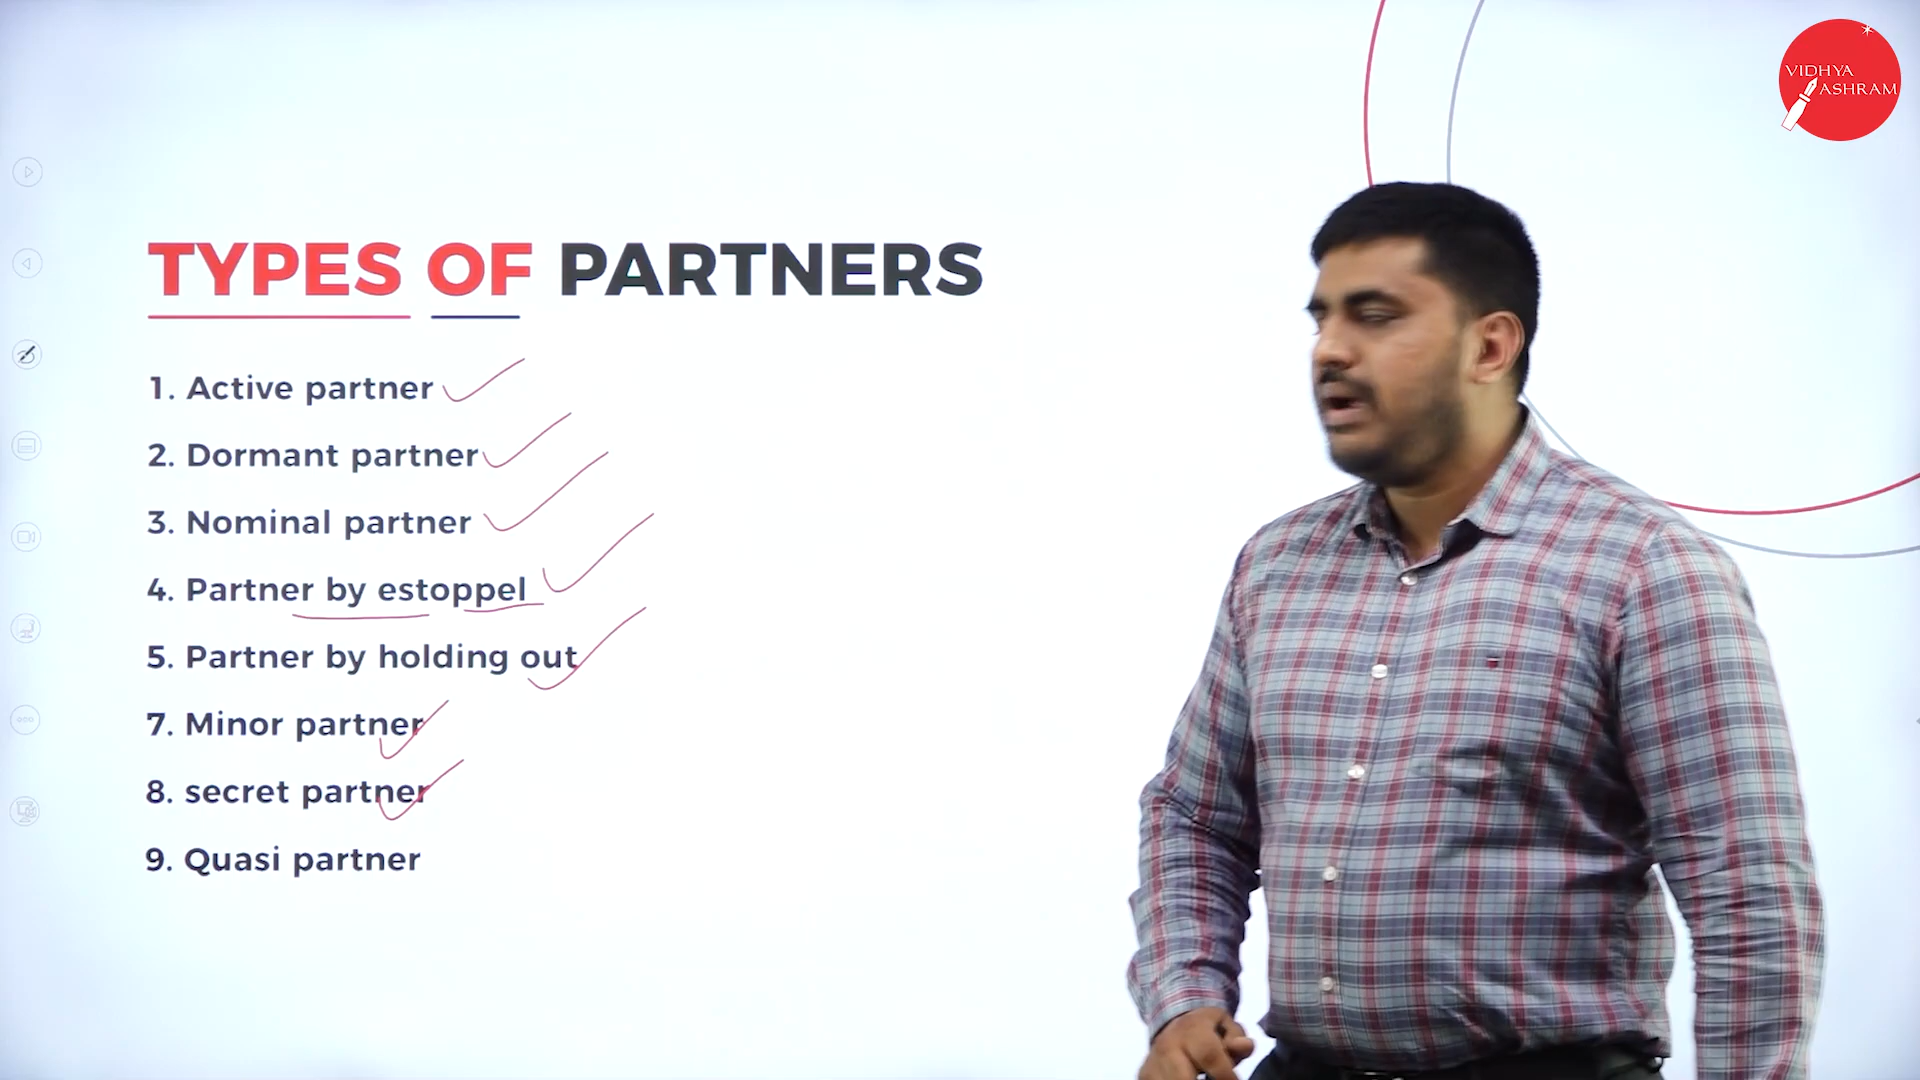 VIDHYA
ASHRAM
TYPES OF PARTNERS
1. Active partner
2. Dormant partner
3. Nominal partner
4. Partner by estoppel
5. Partner by holding out
7. Minor partner
8. secret partner
9. Quasi partner